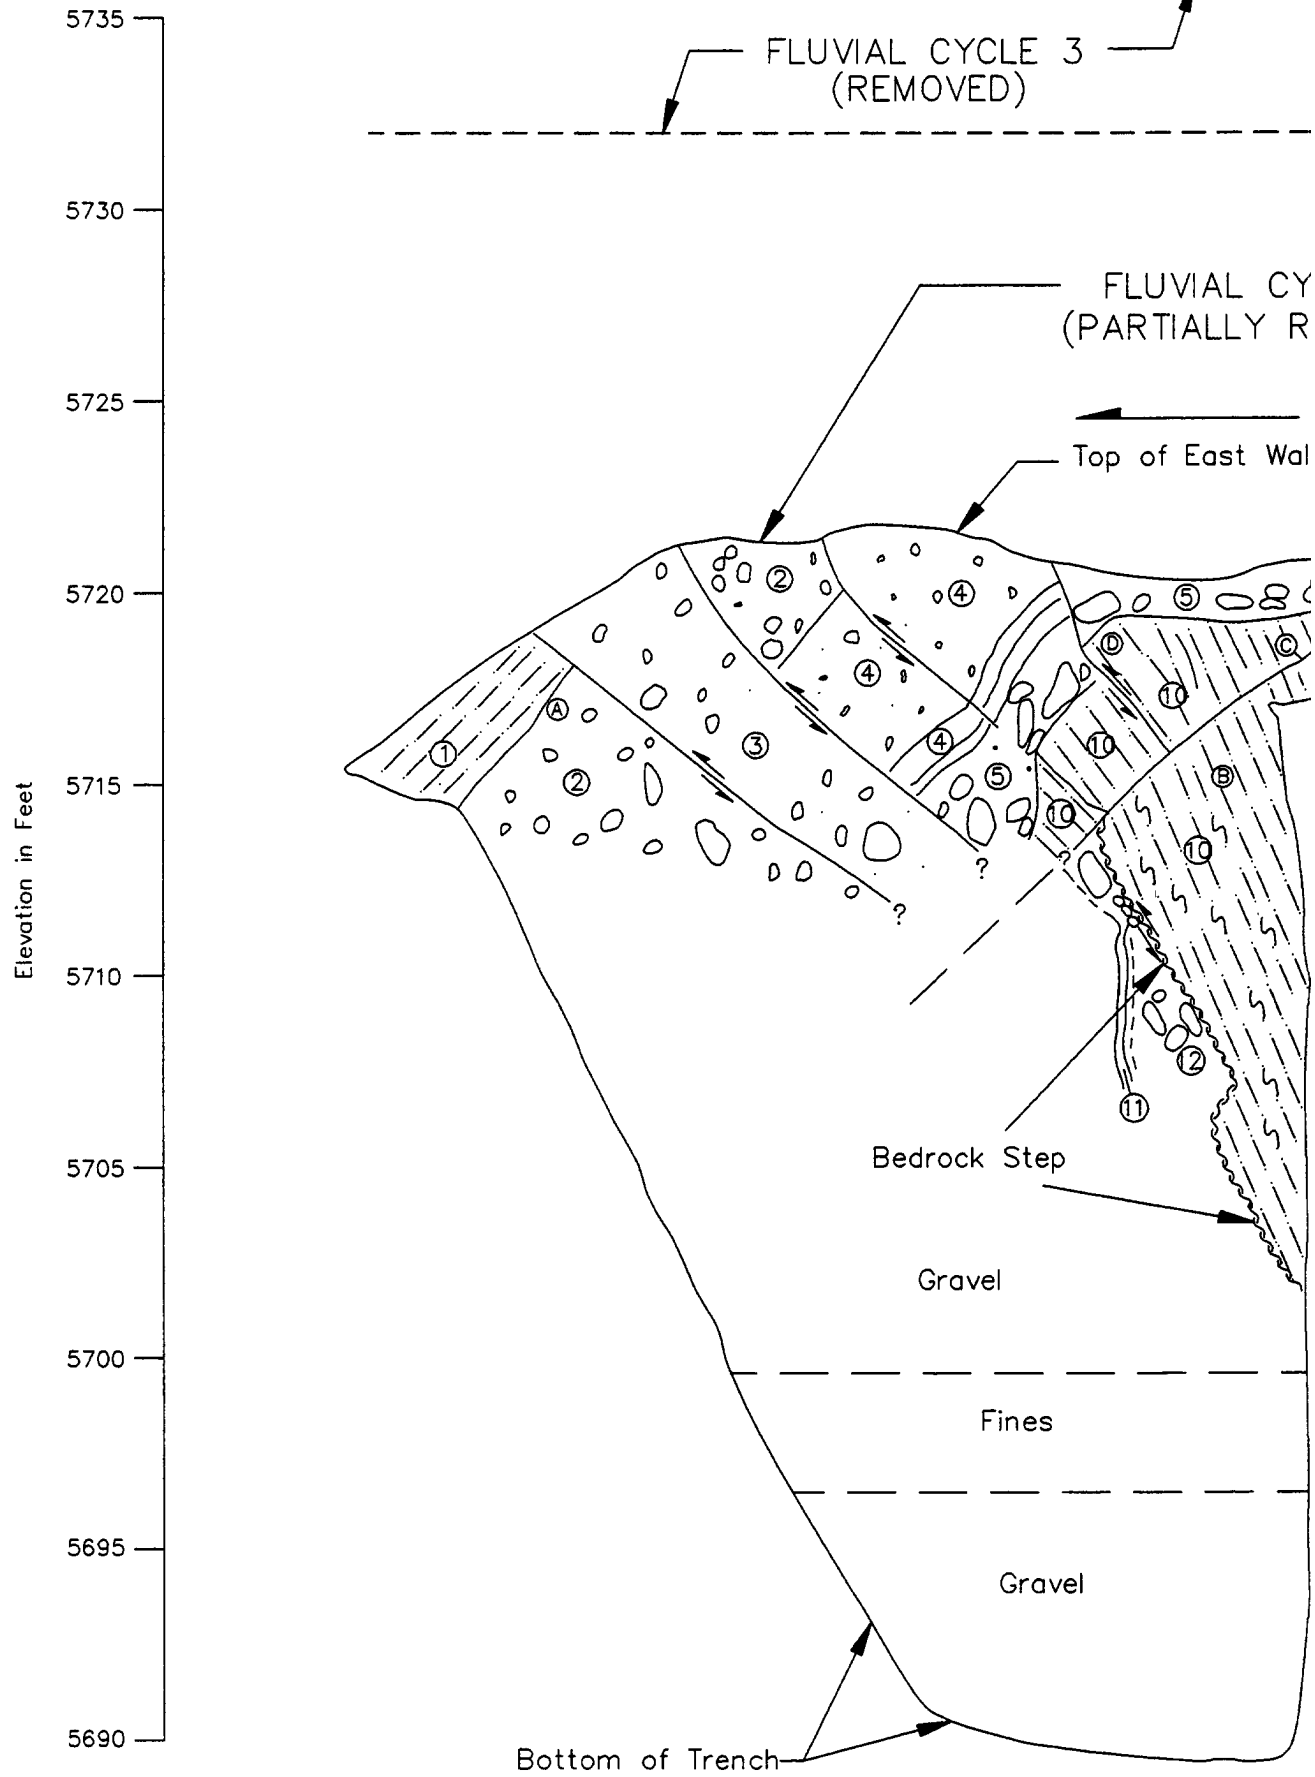 5735
FLUVIAL CYCLE 3
(REMOVED)
5730
FLUVIAL CY
(PARTIALLY R
5725
Top of East Wal
5720
2
4
5
D
C
4
10
A
1
3
4
10
B
5715
2
5
10
10
?
?
?
Elevation in Feet
5710
12
11
Bedrock Step
5705
Gravel
5700
Fines
5695
Gravel
5690
Bottom of Trench